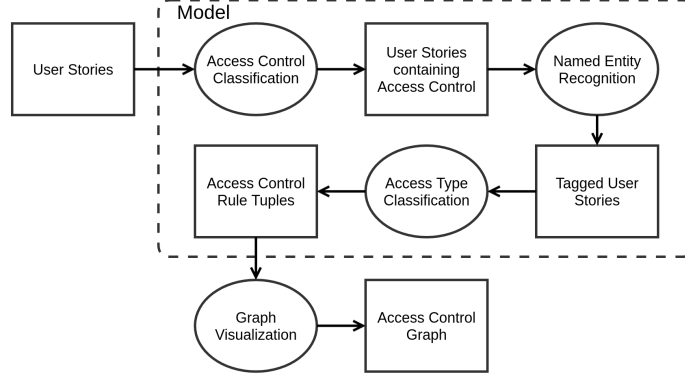 Model
User Stories
Access Control
Classification
User Stories
containing
Access Control
Named Entity
Recognition
Access Control
Rule Tuples
Access Type
Classification
Tagged User
Stories
Graph
Visualization
Access Control
Graph